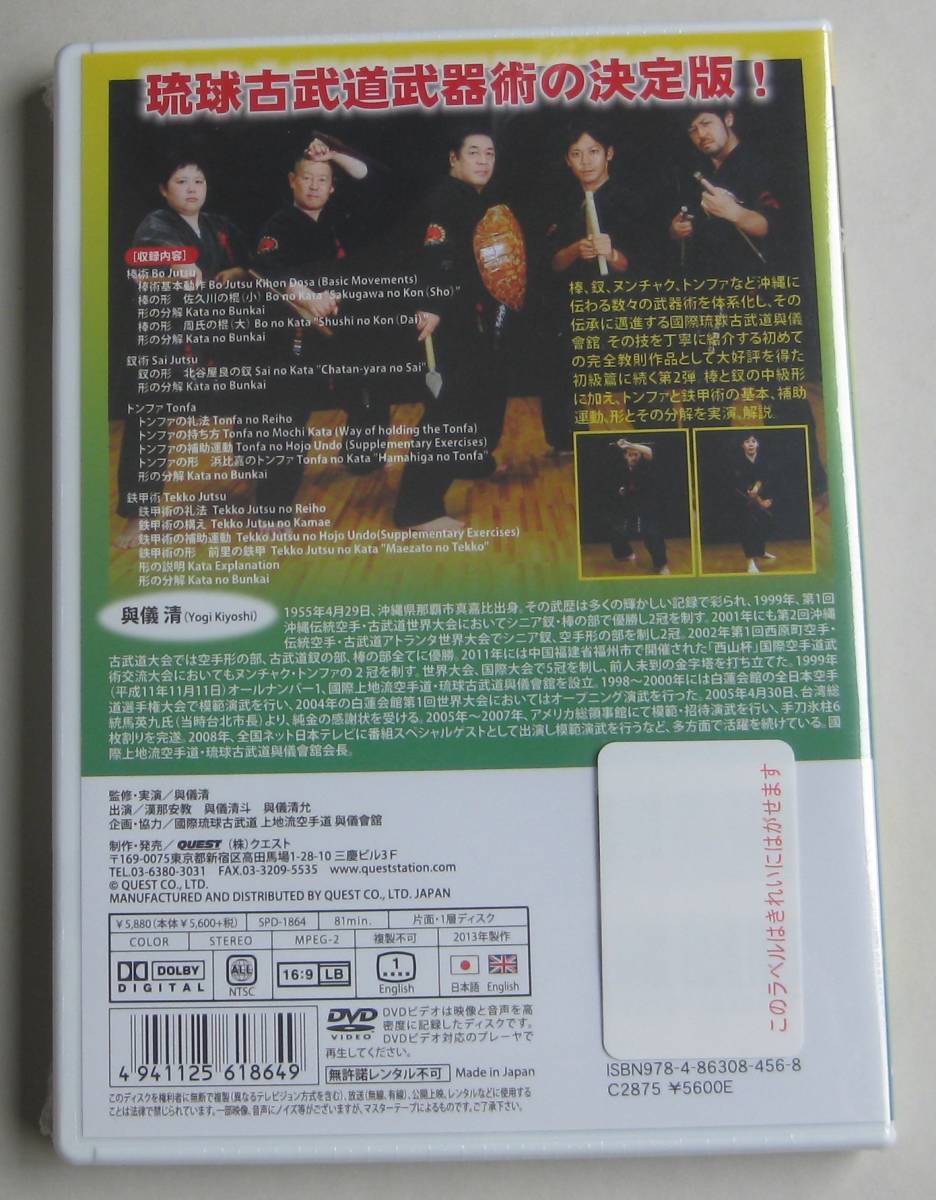 琉球古武道武器術の決定版！
[収録内容]
棒術 Bo Jutsu
棒術基本動作 Bo Jutsu Kihon Dosa (Basic Movements)
棒の形　佐久川の棍（小） Bo no Kata "Sakugawa no Kon (Sho)"
形の分解 Kata no Bunkai
棒の形　周氏の棍（大） Bo no Kata "Shushi no Kon (Dai)"
形の分解 Kata no Bunkai
釵術 Sai Jutsu
釵の形　北谷屋良の釵 Sai no Kata "Chatan-yara no Sai"
形の分解 Kata no Bunkai
トンファ Tonfa
トンファの礼法 Tonfa no Reiho
トンファの持ち方 Tonfa no Mochi Kata (Way of holding the Tonfa)
トンファの補助運動 Tonfa no Hojo Undo (Supplementary Exercises)
トンファの形　浜比嘉のトンファ Tonfa no Kata "Hamahiga no Tonfa"
形の分解 Kata no Bunkai
鉄甲術 Tekko Jutsu
鉄甲術の礼法　Tekko Jutsu no Reiho
鉄甲術の構え Tekko Jutsu no Kamae
鉄甲術の補助運動 Tekko Jutsu no Hojo Undo(Supplementary Exercises)
鉄甲術の形　前里の鉄甲 Tekko Jutsu no Kata "Maezato no Tekko"
形の説明 Kata Explanation
形の分解 Kata no Bunkai
棒、釵、ヌンチャク、トンファなど沖縄に
伝わる数々の武器術を体系化し、その
伝承に邁進する國際琉球古武道與儀
會館 その技を丁寧に紹介する初めて
の完全教則作品として大好評を得た
初級篇に続く第2弾 棒と釵の中級形
に加え、トンファと鉄甲術の基本、補助
運動、形とその分解を実演、解説。
與儀 清(Yogi Kiyoshi)
1955年4月29日、沖縄県那覇市真嘉比出身。その武歴は多くの輝かしい記録で彩られ、1999年、第1回
沖縄伝統空手・古武道世界大会においてシニア釵・棒の部で優勝し2冠を制す。2001年にも第2回沖縄
伝統空手・古武道アトランタ世界大会でシニア釵、空手形の部を制し2冠。2002年第1回西原町空手・
古武道大会では空手形の部、古武道釵の部、棒の部全てに優勝。2011年には中国福建省福州市で開催された「西山杯」国際空手道武
術交流大会においてもヌンチャク・トンファの2冠を制す。世界大会、国際大会で5冠を制し、前人未到の金字塔を打ち立てた。1999年
(平成11年11月11日)オールナンバー1、國際上地流空手道・琉球古武道與儀會館を設立。1998〜2000年には白蓮会館の全日本空手
道選手権大会で模範演武を行い、2004年の白蓮会館第1回世界大会においてはオープニング演武を行った。2005年4月30日、台湾総
統馬英九氏(当時台北市長)より、純金の感謝状を受ける。2005年〜2007年、アメリカ総領事館にて模範・招待演武を行い、手刀氷柱6
枚割りを完遂。2008年、全国ネット日本テレビに番組スペシャルゲストとして出演し模範演武を行うなど、多方面で活躍を続けている。國
際上地流空手道・琉球古武道與儀會館会長。
監修・実演／與儀清
出演／漢那安教　與儀清斗　與儀清允
企画・協力／國際琉球古武道 上地流空手道 與儀會館
制作・発売／ QUEST (株)クエスト
〒169-0075東京都新宿区高田馬場1-28-10 三慶ビル3F
TEL.03-6380-3031　FAX.03-3209-5535　www.queststation.com
© QUEST CO., LTD.
MANUFACTURED AND DISTRIBUTED BY QUEST CO., LTD. JAPAN
￥5,880(本体￥5,600+税) SPD-1864 81min. 片面・1層ディスク
COLOR STEREO MPEG-2 複製不可 2013年製作
DOLBY DIGITAL ALL NTSC 16:9 LB 1 English 日本語 English
DVD VIDEO DVDビデオは映像と音声を高
密度に記録したディスクです。
DVDビデオ対応のプレーヤで
再生してください。
無許諾レンタル不可 Made in Japan
4 941125 618649
このディスクを権利者に無断で複製(異なるテレビジョン方式を含む)、放送(無線、有線)、公開上映、レンタルなどに使用する
ことは法律で禁じられています。一部映像、音声にノイズ等がございますが、マスターテープによるものです。ご了承下さい。
このラベルはきれいにはがせます
ISBN978-4-86308-456-8
C2875 ¥5600E